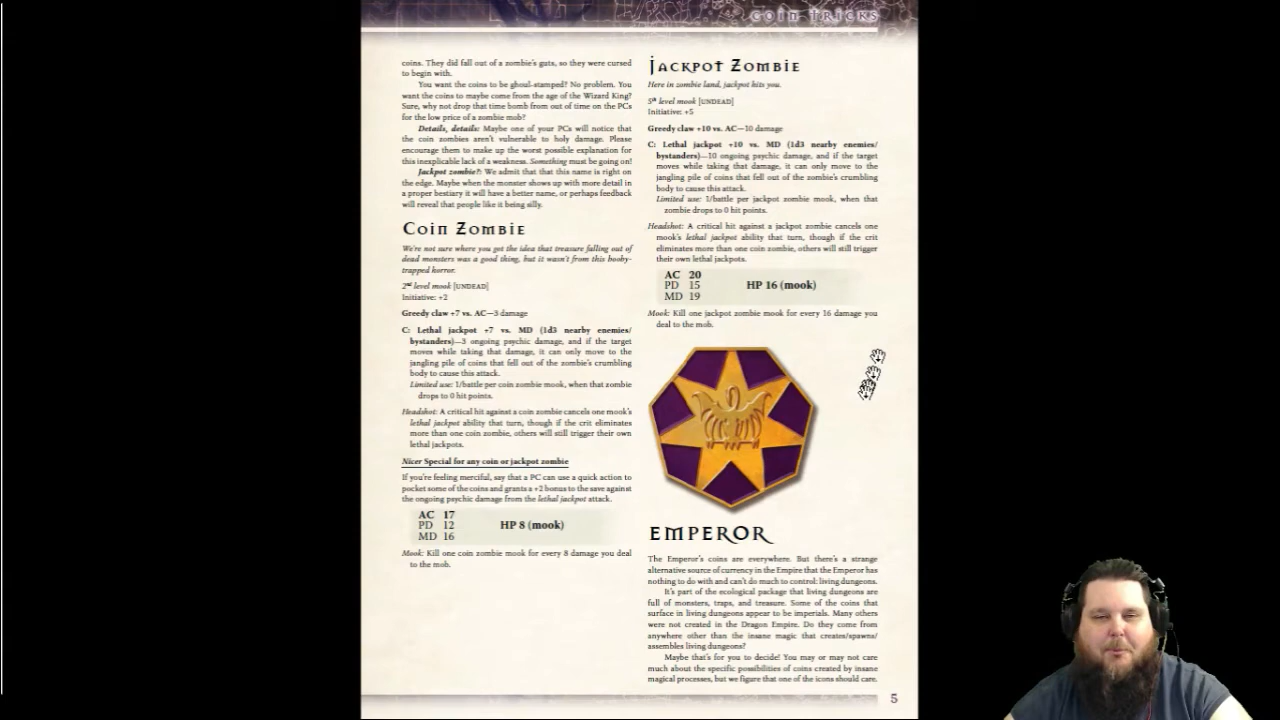 COIN TRICKS
coins. They did fall out of a zombie's guts, so they were cursed
to begin with.
You want the coins to be ghoul-stamped? No problem. You
want the coins to maybe come from the age of the Wizard King?
Sure, why not drop that time bomb from out of time on the PCs
for the low price of a zombie mob?
Details, details: Maybe one of your PCs will notice that
the coin zombies aren't vulnerable to holy damage. Please
encourage them to make up the worst possible explanation for
this inexplicable lack of a weakness. Something must be going on!
Jackpot zombie?: We admit that that this name is right on
the edge. Maybe when the monster shows up with more detail in
a proper bestiary it will have a better name, or perhaps feedback
will reveal that people like it being silly.
Coin Zombie
We're not sure where you get the idea that treasure falling out of
dead monsters was a good thing, but it wasn't from this booby-
trapped horror.
2nd level mook [UNDEAD]
Initiative: +2
Greedy claw +7 vs. AC—3 damage
C: Lethal jackpot +7 vs. MD (1d3 nearby enemies/
bystanders)—3 ongoing psychic damage, and if the target
moves while taking that damage, it can only move to the
jangling pile of coins that fell out of the zombie's crumbling
body to cause this attack.
Limited use: 1/battle per coin zombie mook, when that zombie
drops to 0 hit points.
Headshot: A critical hit against a coin zombie cancels one mook's
lethal jackpot ability that turn, though if the crit eliminates
more than one coin zombie, others will still trigger their own
lethal jackpots.
Nicer Special for any coin or jackpot zombie
If you're feeling merciful, say that a PC can use a quick action to
pocket some of the coins and grants a +2 bonus to the save against
the ongoing psychic damage from the lethal jackpot attack.
AC 17
PD 12 HP 8 (mook)
MD 16
Mook: Kill one coin zombie mook for every 8 damage you deal
to the mob.
Jackpot Zombie
Here in zombie land, jackpot hits you.
5th level mook [UNDEAD]
Initiative: +5
Greedy claw +10 vs. AC—10 damage
C: Lethal jackpot +10 vs. MD (1d3 nearby enemies/
bystanders)—10 ongoing psychic damage, and if the target
moves while taking that damage, it can only move to the
jangling pile of coins that fell out of the zombie's crumbling
body to cause this attack.
Limited use: 1/battle per jackpot zombie mook, when that
zombie drops to 0 hit points.
Headshot: A critical hit against a jackpot zombie cancels one
mook's lethal jackpot ability that turn, though if the crit
eliminates more than one coin zombie, others will still trigger
their own lethal jackpots.
AC 20
PD 15 HP 16 (mook)
MD 19
Mook: Kill one jackpot zombie mook for every 16 damage you
deal to the mob.
EMPEROR
The Emperor's coins are everywhere. But there's a strange
alternative source of currency in the Empire that the Emperor has
nothing to do with and can't do much to control: living dungeons.
It's part of the ecological package that living dungeons are
full of monsters, traps, and treasure. Some of the coins that
surface in living dungeons appear to be imperials. Many others
were not created in the Dragon Empire. Do they come from
anywhere other than the insane magic that creates/spawns/
assembles living dungeons?
Maybe that's for you to decide! You may or may not care
much about the specific possibilities of coins created by insane
magical processes, but we figure that one of the icons should care.
5